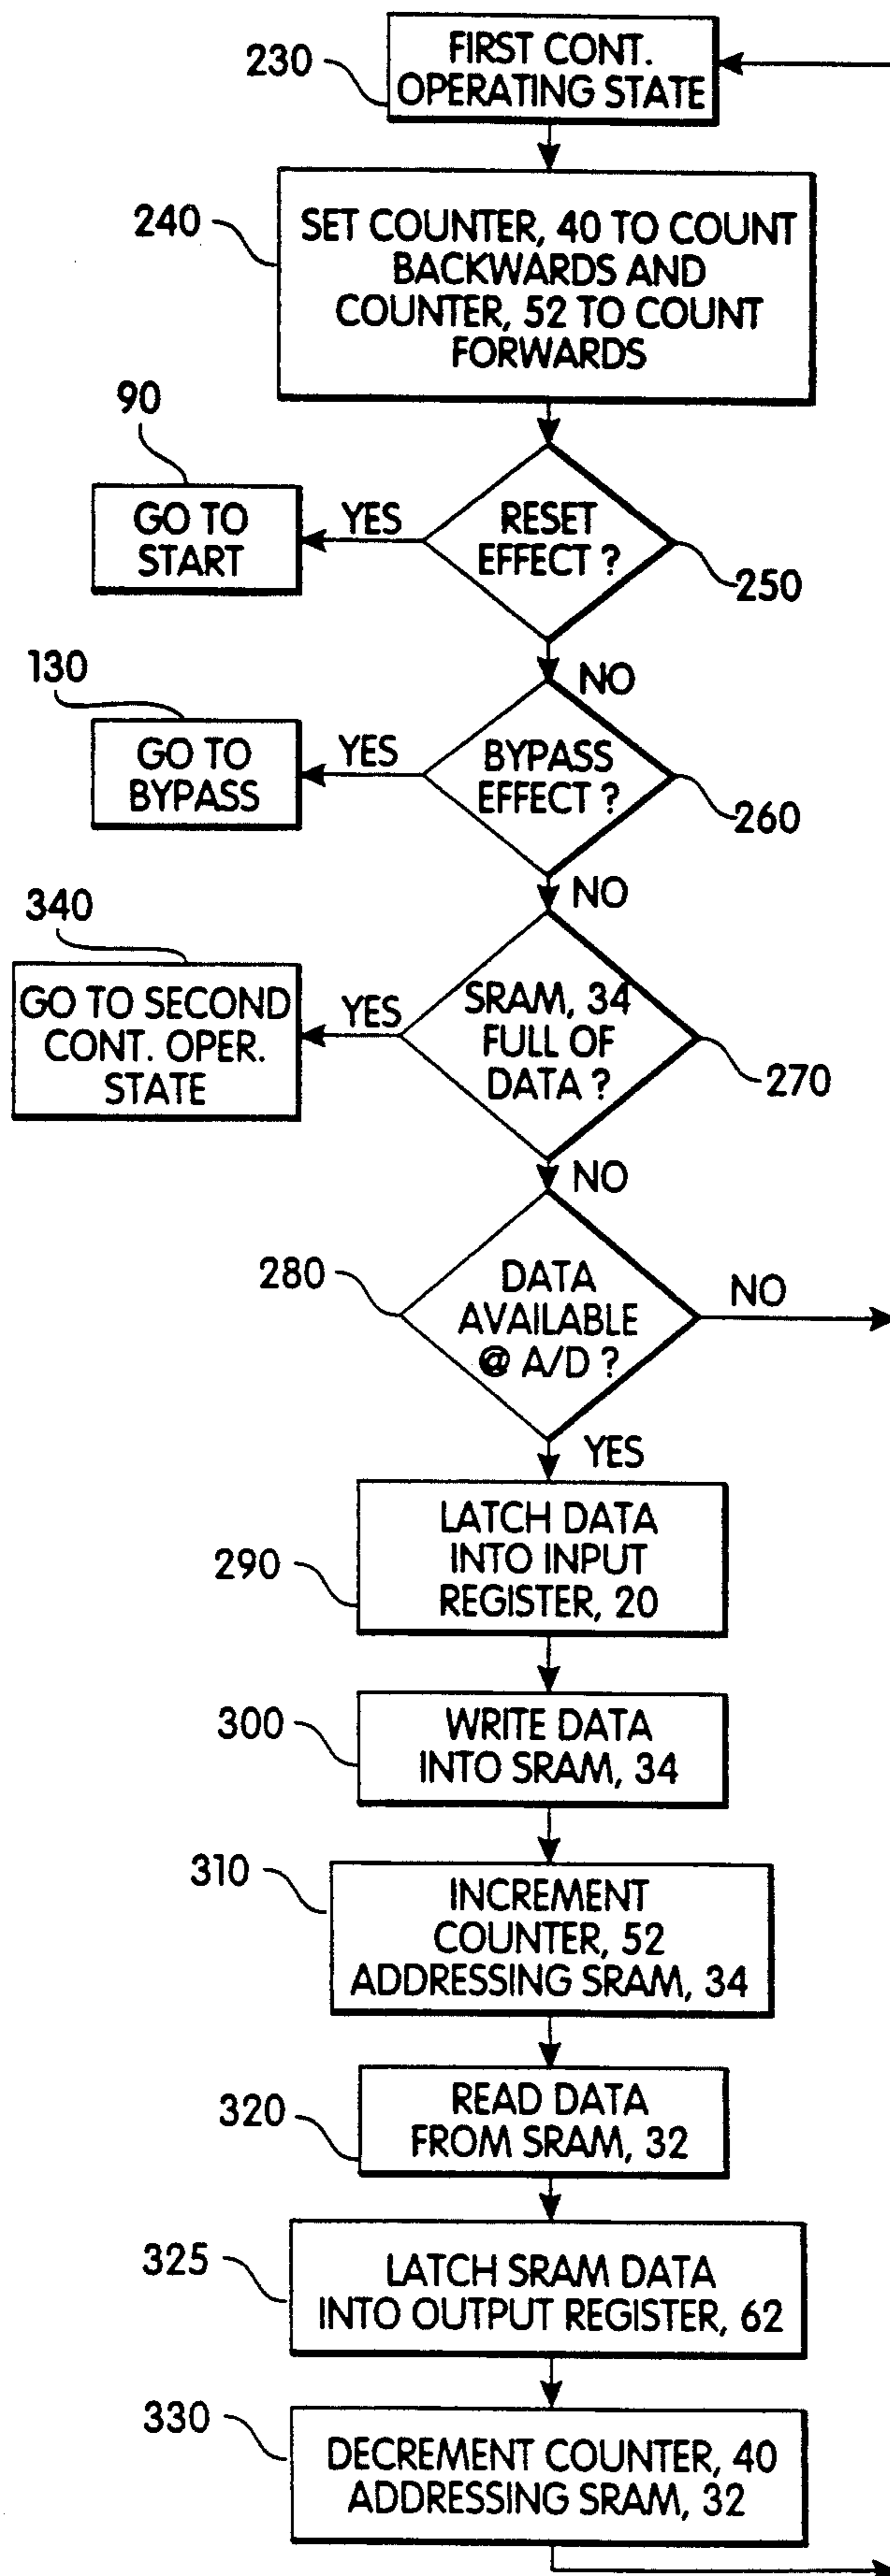 230
FIRST CONT.
OPERATING STATE
240
SET COUNTER, 40 TO COUNT
BACKWARDS AND
COUNTER, 52 TO COUNT
FORWARDS
90
GO TO
START
YES
RESET
EFFECT ?
250
NO
130
GO TO
BYPASS
YES
BYPASS
EFFECT ?
260
NO
340
GO TO SECOND
CONT. OPER.
STATE
YES
SRAM, 34
FULL OF
DATA ?
270
NO
280
DATA
AVAILABLE
@ A/D ?
NO
YES
290
LATCH DATA
INTO INPUT
REGISTER, 20
300
WRITE DATA
INTO SRAM, 34
310
INCREMENT
COUNTER, 52
ADDRESSING SRAM, 34
320
READ DATA
FROM SRAM, 32
325
LATCH SRAM DATA
INTO OUTPUT REGISTER, 62
330
DECREMENT COUNTER, 40
ADDRESSING SRAM, 32